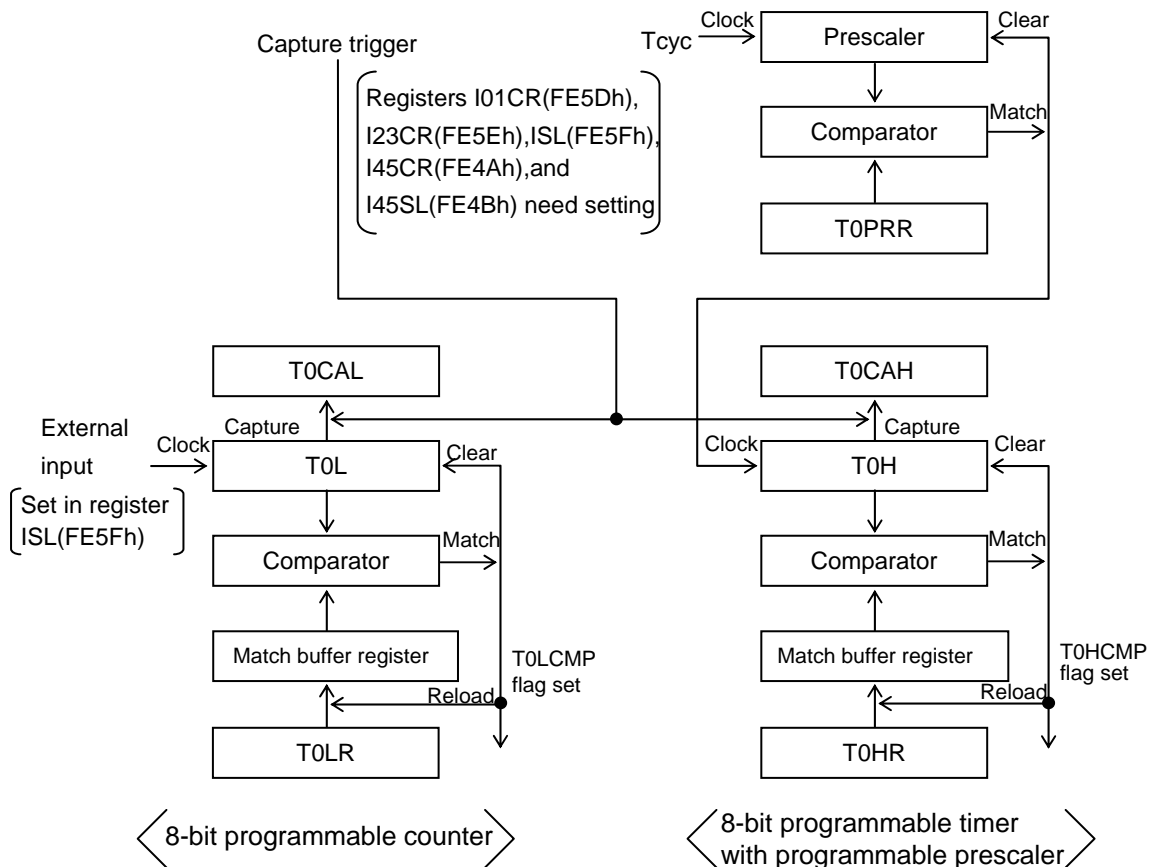 Clock
Clear
Capture trigger
Tcyc
Prescaler
Registers I01CR(FE5Dh),
I23CR(FE5Eh),ISL(FE5Fh),
I45CR(FE4Ah),and
I45SL(FE4Bh) need setting
Match
Comparator
T0PRR
T0CAL
T0CAH
External
input
Clock
Capture
Clear
T0L
Set in register
ISL(FE5Fh)
Clock
Capture
Clear
T0H
Match
Comparator
Match
Comparator
Match buffer register
T0LCMP
flag set
Reload
T0LR
Match buffer register
T0HCMP
flag set
Reload
T0HR
8-bit programmable counter
8-bit programmable timer
with programmable prescaler